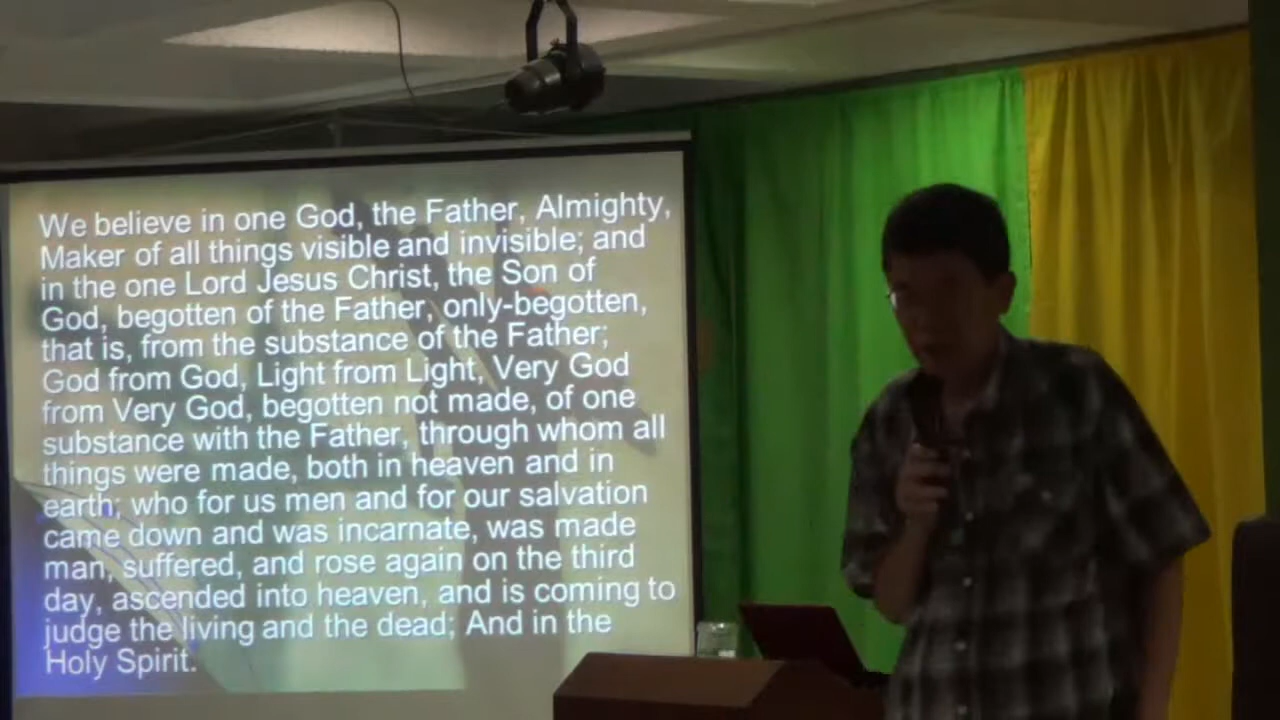 We believe in one God, the Father, Almighty,
Maker of all things visible and invisible; and
in the one Lord Jesus Christ, the Son of
God, begotten of the Father, only-begotten,
that is, from the substance of the Father;
God from God, Light from Light, Very God
from Very God, begotten not made, of one
substance with the Father, through whom all
things were made, both in heaven and in
earth; who for us men and for our salvation
came down and was incarnate, was made
man, suffered, and rose again on the third
day, ascended into heaven, and is coming to
judge the living and the dead; And in the
Holy Spirit.